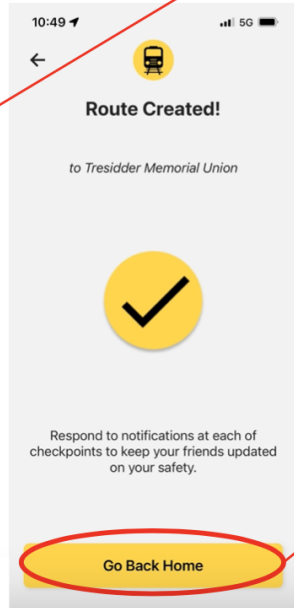 10:49 5G
Route Created!
to Tresidder Memorial Union
Respond to notifications at each of
checkpoints to keep your friends updated
on your safety.
Go Back Home